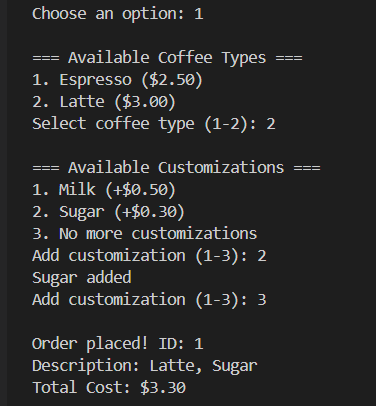 Choose an option: 1
=== Available Coffee Types ===
1. Espresso ($2.50)
2. Latte ($3.00)
Select coffee type (1-2): 2
=== Available Customizations ===
1. Milk (+$0.50)
2. Sugar (+$0.30)
3. No more customizations
Add customization (1-3): 2
Sugar added
Add customization (1-3): 3
Order placed! ID: 1
Description: Latte, Sugar
Total Cost: $3.30